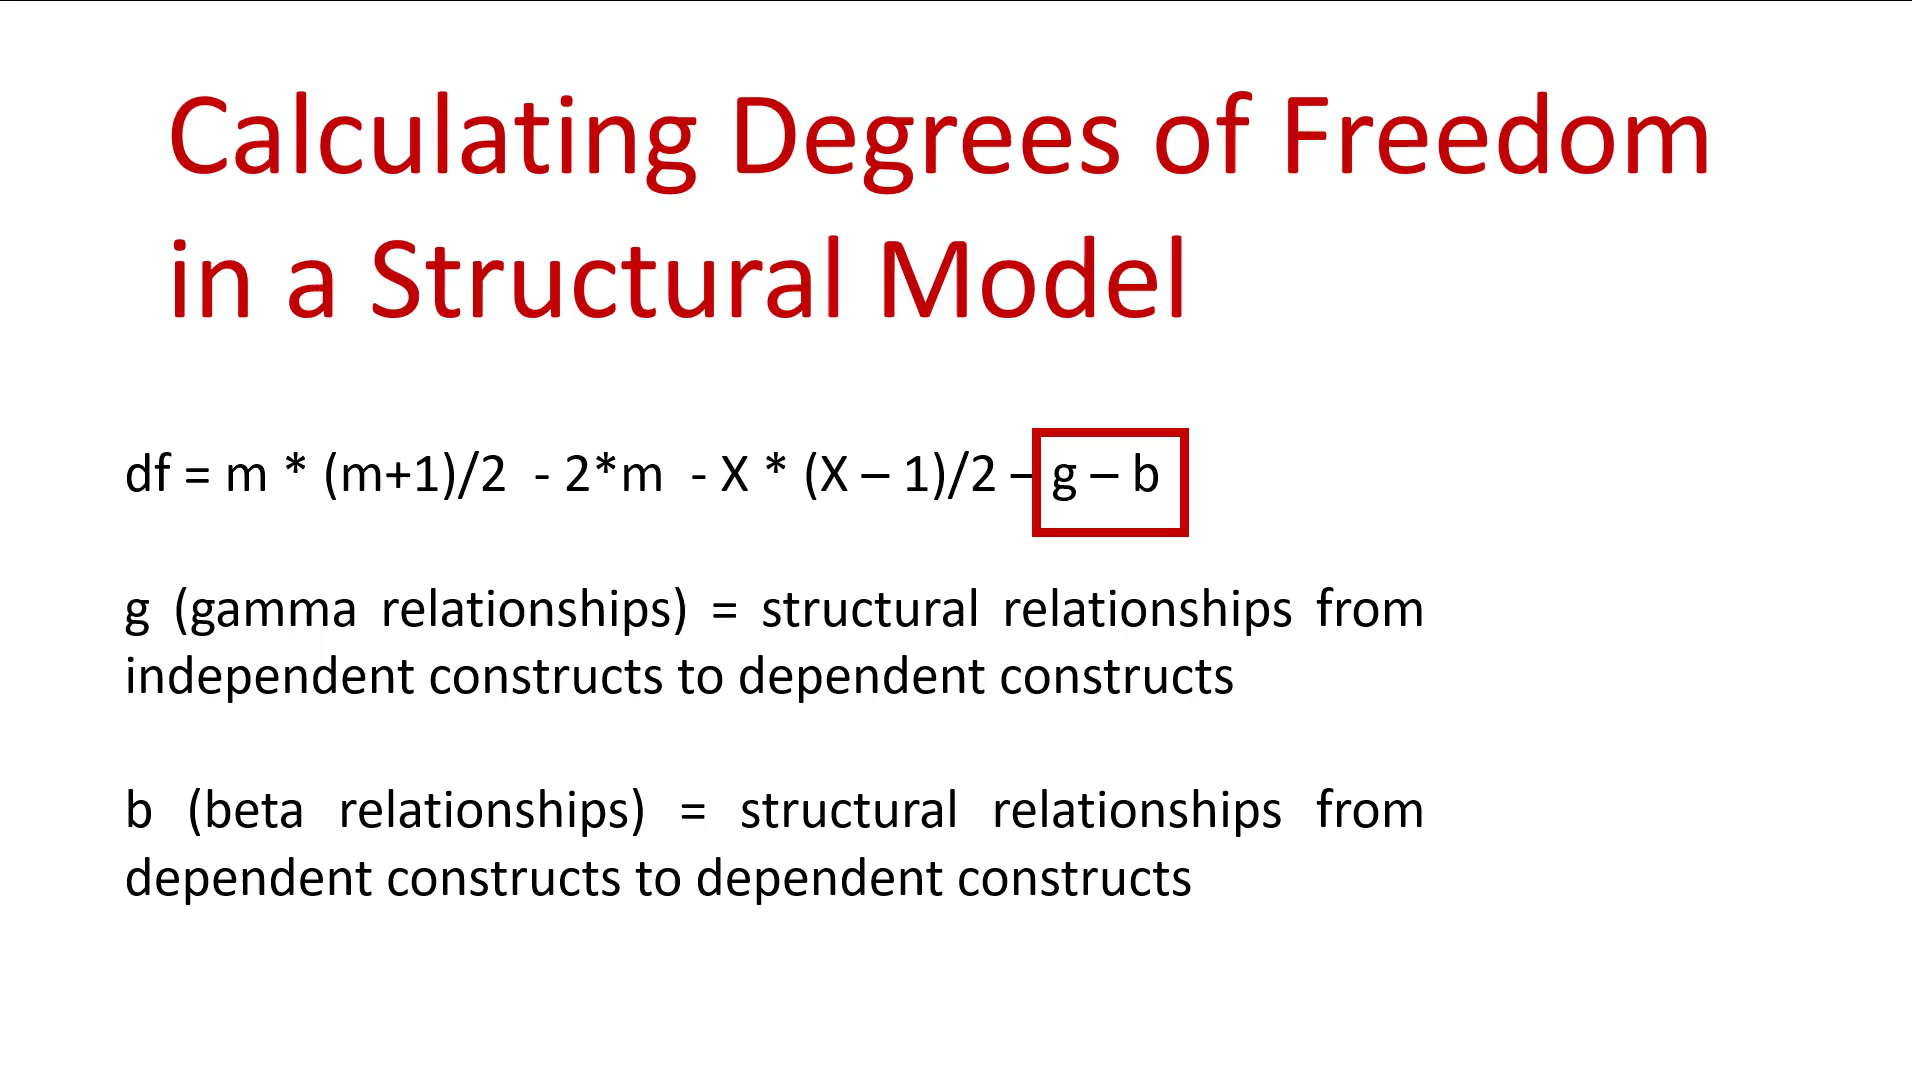 Calculating Degrees of Freedom
in a Structural Model
df = m * (m+1)/2 - 2*m - X * (X – 1)/2 – g – b
g (gamma relationships) = structural relationships from
independent constructs to dependent constructs
b (beta relationships) = structural relationships from
dependent constructs to dependent constructs